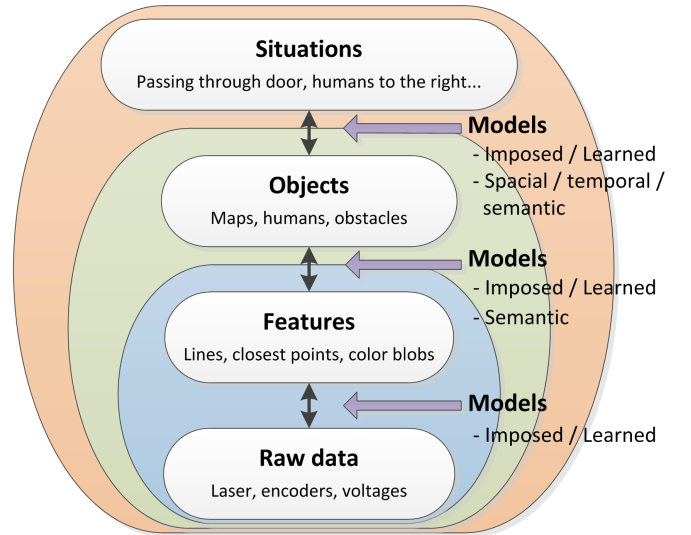 Situations
Passing through door, humans to the right...
Models
- Imposed / Learned
- Spacial / temporal /
semantic
Objects
Maps, humans, obstacles
Models
- Imposed / Learned
- Semantic
Features
Lines, closest points, color blobs
Models
- Imposed / Learned
Raw data
Laser, encoders, voltages